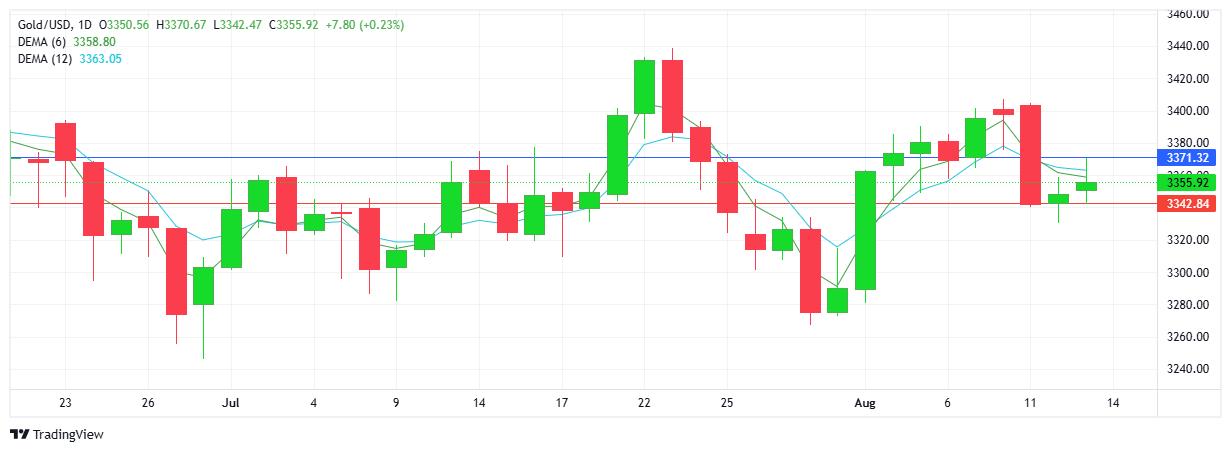 Gold/USD, 1D O3350.56 H3370.67 L3342.47 C3355.92 +7.80 (+0.23%)
DEMA (6) 3358.80
DEMA (12) 3363.05
3460.00
3440.00
3420.00
3400.00
3380.00
3371.32
3355.92
3342.84
3320.00
3300.00
3280.00
3260.00
3240.00
23 26 Jul 4 9 14 17 22 25 Aug 6 11 14
TradingView